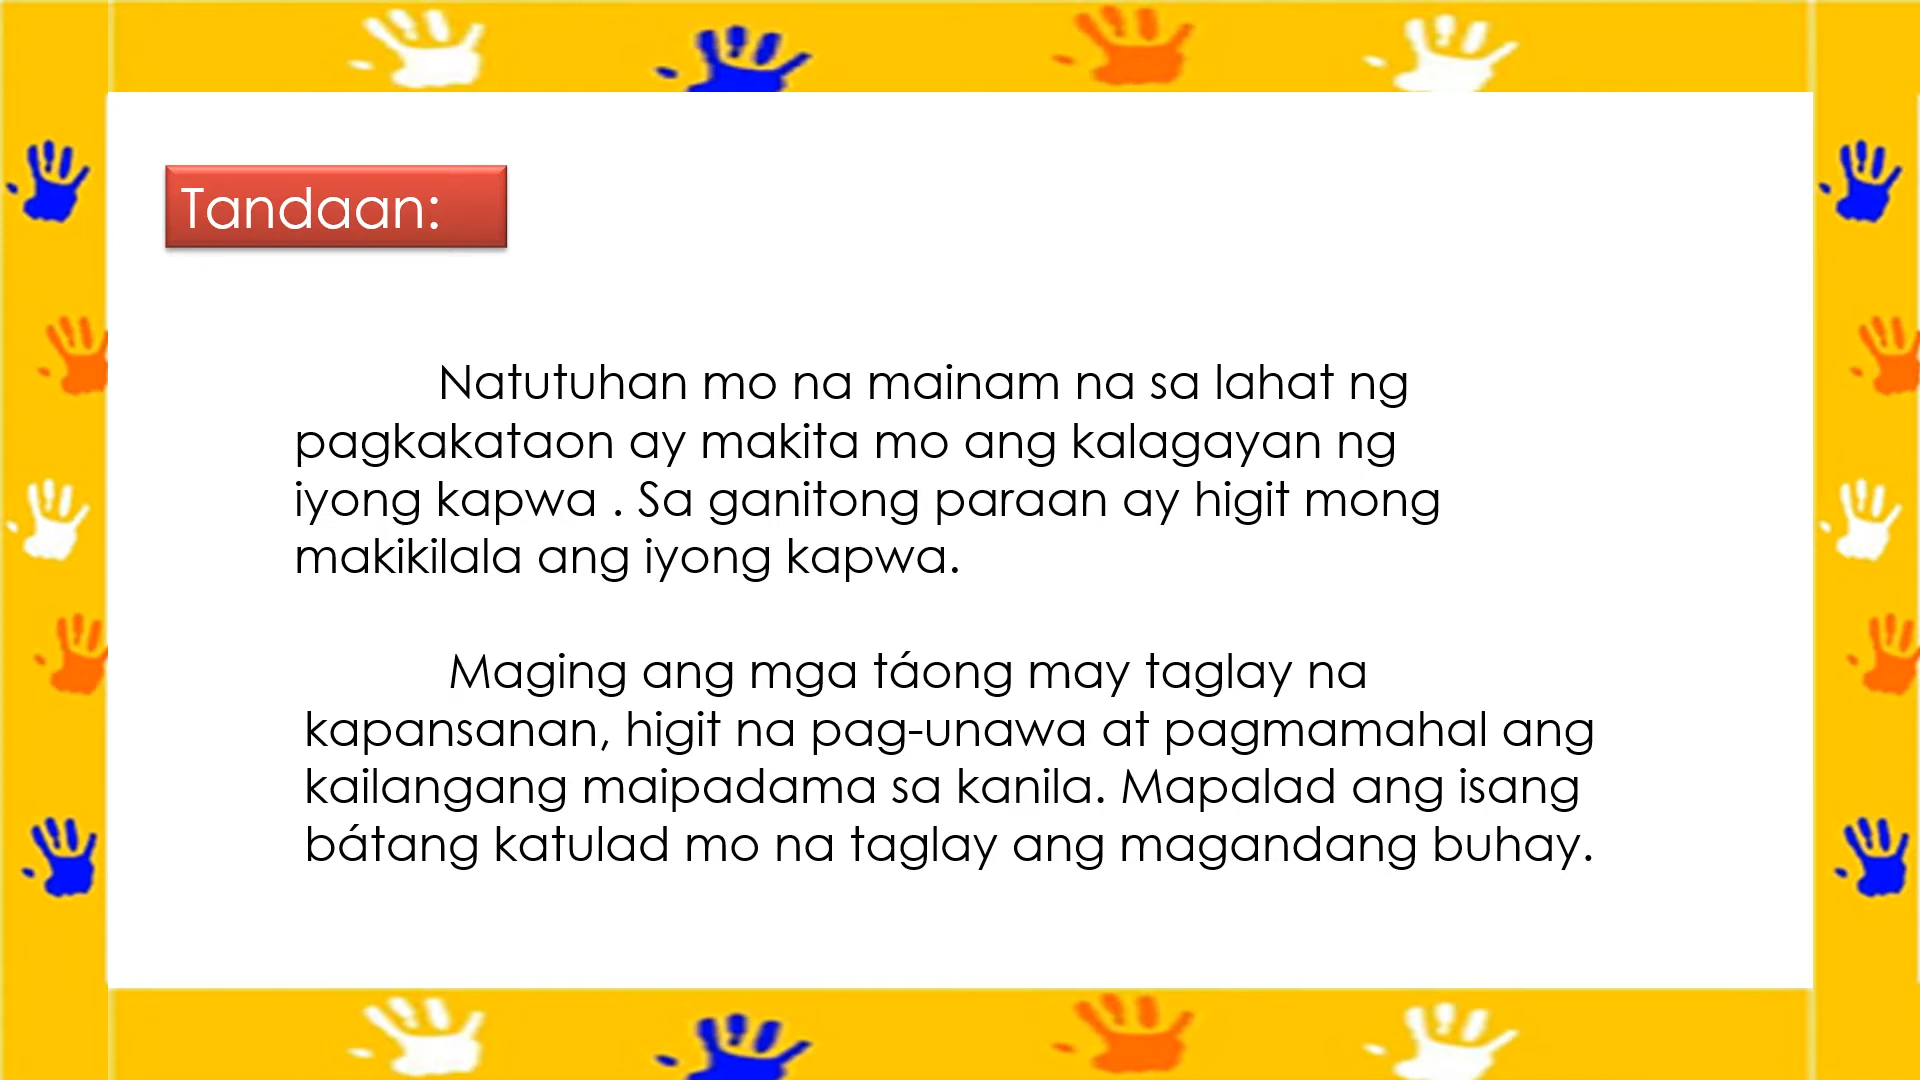 Tandaan:
Natutuhan mo na mainam na sa lahat ng
pagkakataon ay makita mo ang kalagayan ng
iyong kapwa . Sa ganitong paraan ay higit mong
makikilala ang iyong kapwa.
Maging ang mga táong may taglay na
kapansanan, higit na pag-unawa at pagmamahal ang
kailangang maipadama sa kanila. Mapalad ang isang
bátang katulad mo na taglay ang magandang buhay.